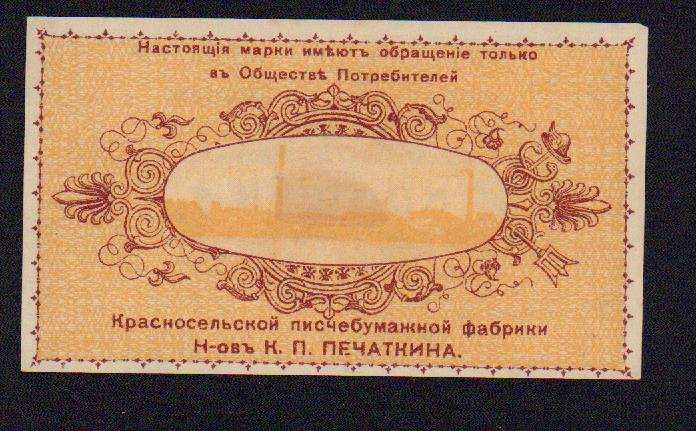 Настоящія марки имѣютъ обращеніе только
въ Обществѣ Потребителей
Красносельской писчебумажной фабрики
Н-овъ К. П. ПЕЧАТКИНА.